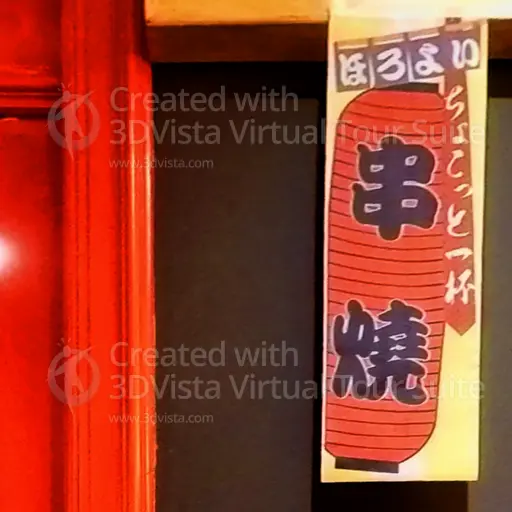 ほろよい
ちょこっと一杯
串
焼
Created with
3DVista Virtual Tour Suite
www.3dvista.com
Created with
3DVista Virtual Tour Suite
www.3dvista.com